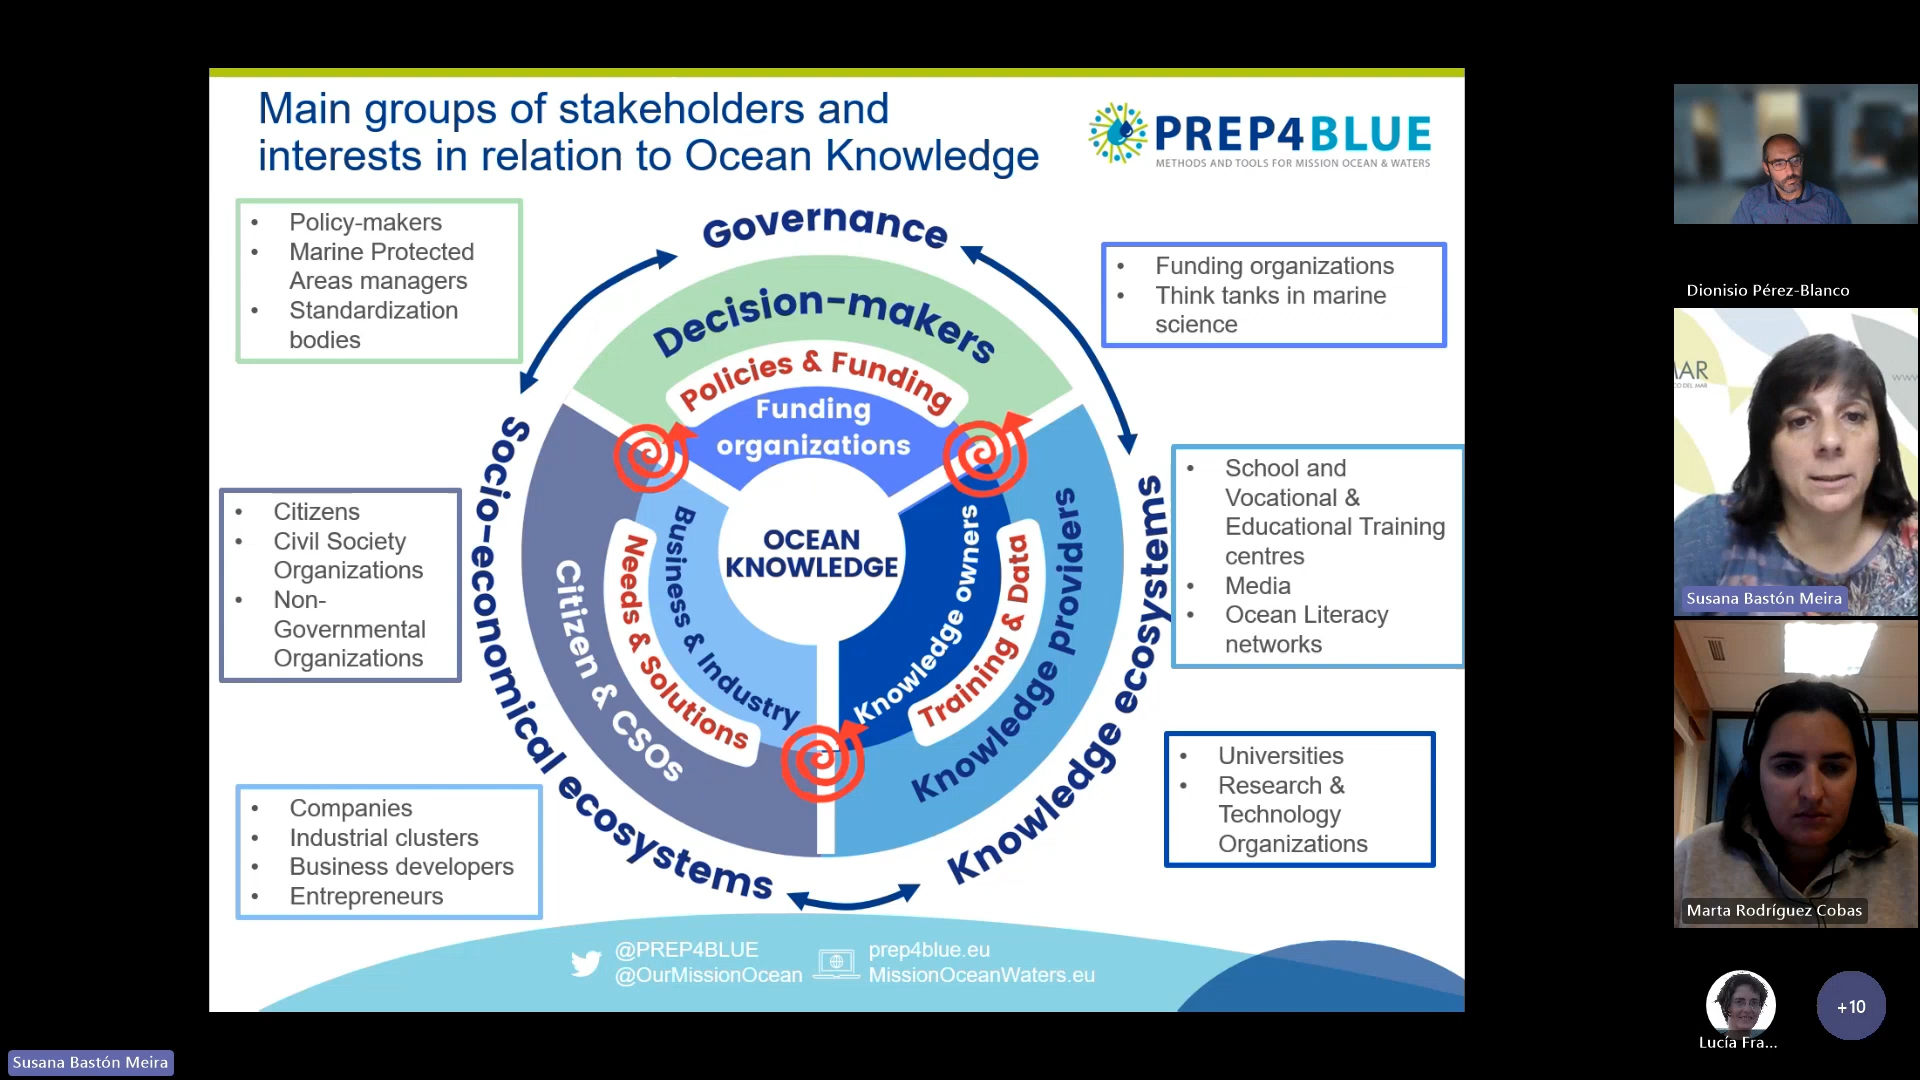 Main groups of stakeholders and
interests in relation to Ocean Knowledge
PREP4BLUE
METHODS AND TOOLS FOR MISSION OCEAN & WATERS
• Policy-makers
• Marine Protected
Areas managers
• Standardization
bodies
• Citizens
• Civil Society
Organizations
• Non-
Governmental
Organizations
• Companies
• Industrial clusters
• Business developers
• Entrepreneurs
Governance
Decision-makers
Policies & Funding
Funding
organizations
OCEAN
KNOWLEDGE
Socio-economical ecosystems
Citizen & CSOs
Needs & Solutions
Business & Industry
Knowledge owners
Training & Data
Knowledge providers
Knowledge ecosystems
• Funding organizations
• Think tanks in marine
science
• School and
Vocational &
Educational Training
centres
• Media
• Ocean Literacy
networks
• Universities
• Research &
Technology
Organizations
@PREP4BLUE
@OurMissionOcean
prep4blue.eu
MissionOceanWaters.eu
Dionisio Pérez-Blanco
Susana Bastón Meira
Marta Rodríguez Cobas
Lucía Fra...
+10
Susana Bastón Meira